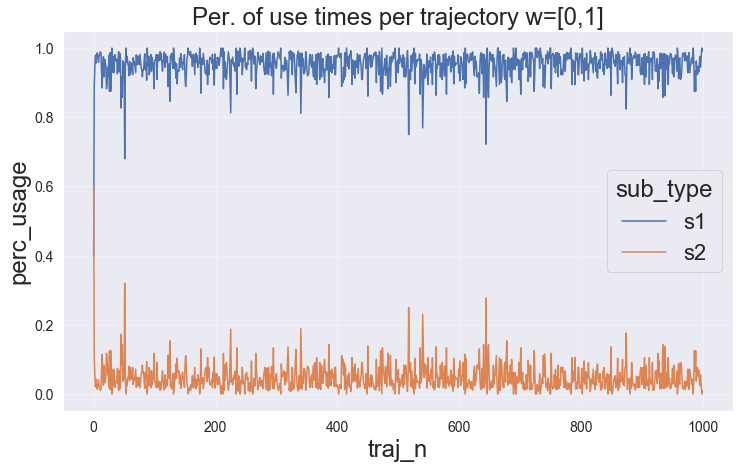 Per. of use times per trajectory w=[0,1]
perc_usage
1.0
0.8
0.6
0.4
0.2
0.0
sub_type
s1
s2
0 200 400 600 800 1000
traj_n